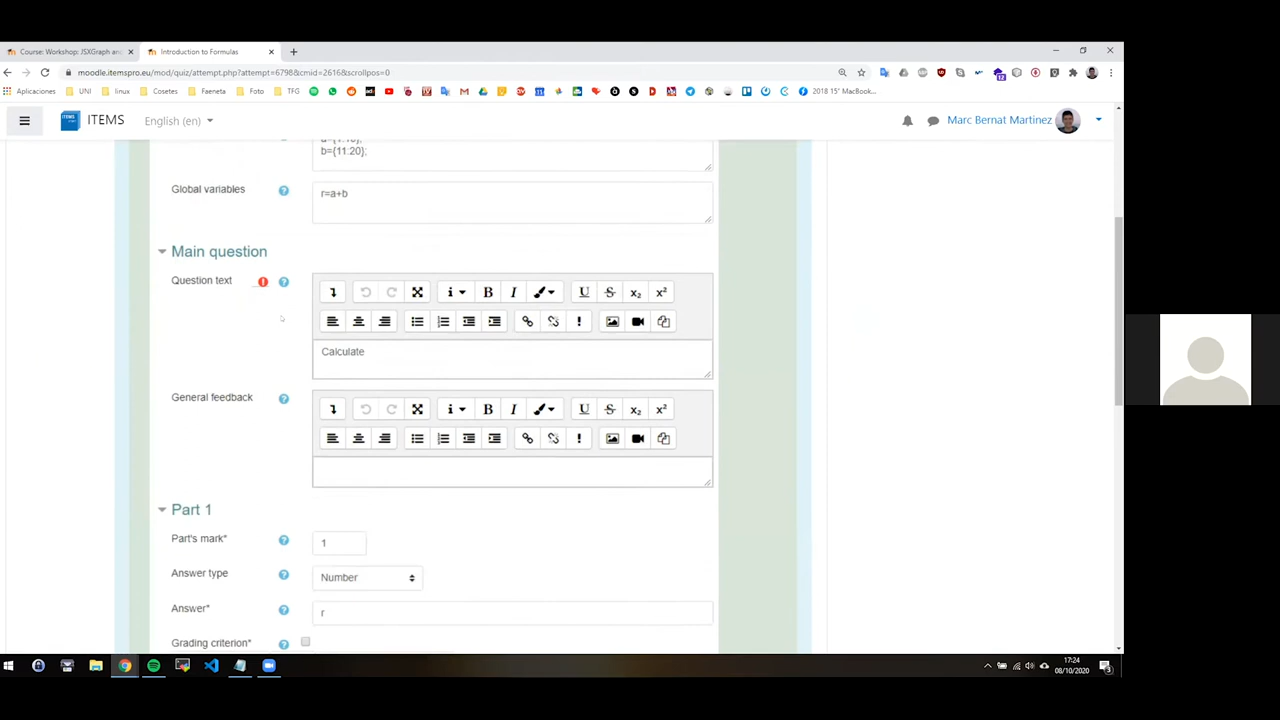 Course: Workshop: JSXGraph an
Introduction to Formulas
moodle.itemspro.eu/mod/quiz/attempt.php?attempt=6798&cmid=2616&scrollpos=0
Aplicaciones UNI linux Cosetes Faeneta Foto TFG 2018 15' MacBook...
ITEMS English (en) Marc Bernat Martinez
b={11:20};
Global variables r=a+b
Main question
Question text
Calculate
General feedback
Part 1
Part's mark* 1
Answer type Number
Answer* r
Grading criterion*
17:24
08/10/2020